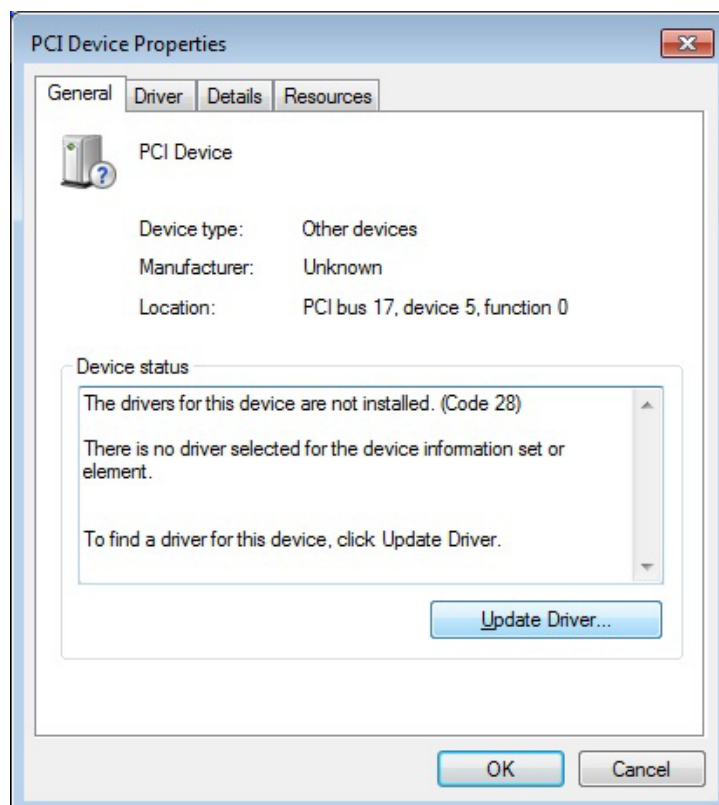 PCI Device Properties
General Driver Details Resources
PCI Device
Device type: Other devices
Manufacturer: Unknown
Location: PCI bus 17, device 5, function 0
Device status
The drivers for this device are not installed. (Code 28)
There is no driver selected for the device information set or
element.
To find a driver for this device, click Update Driver.
Update Driver...
OK Cancel